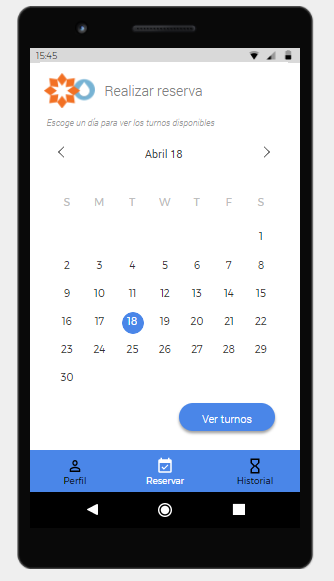 15:45
Realizar reserva
Escoge un día para ver los turnos disponibles
Abril 18
S M T W T F S
1
2 3 4 5 6 7 8
9 10 11 12 13 14 15
16 17 18 19 20 21 22
23 24 25 26 27 28 29
30
Ver turnos
Perfil Reservar Historial